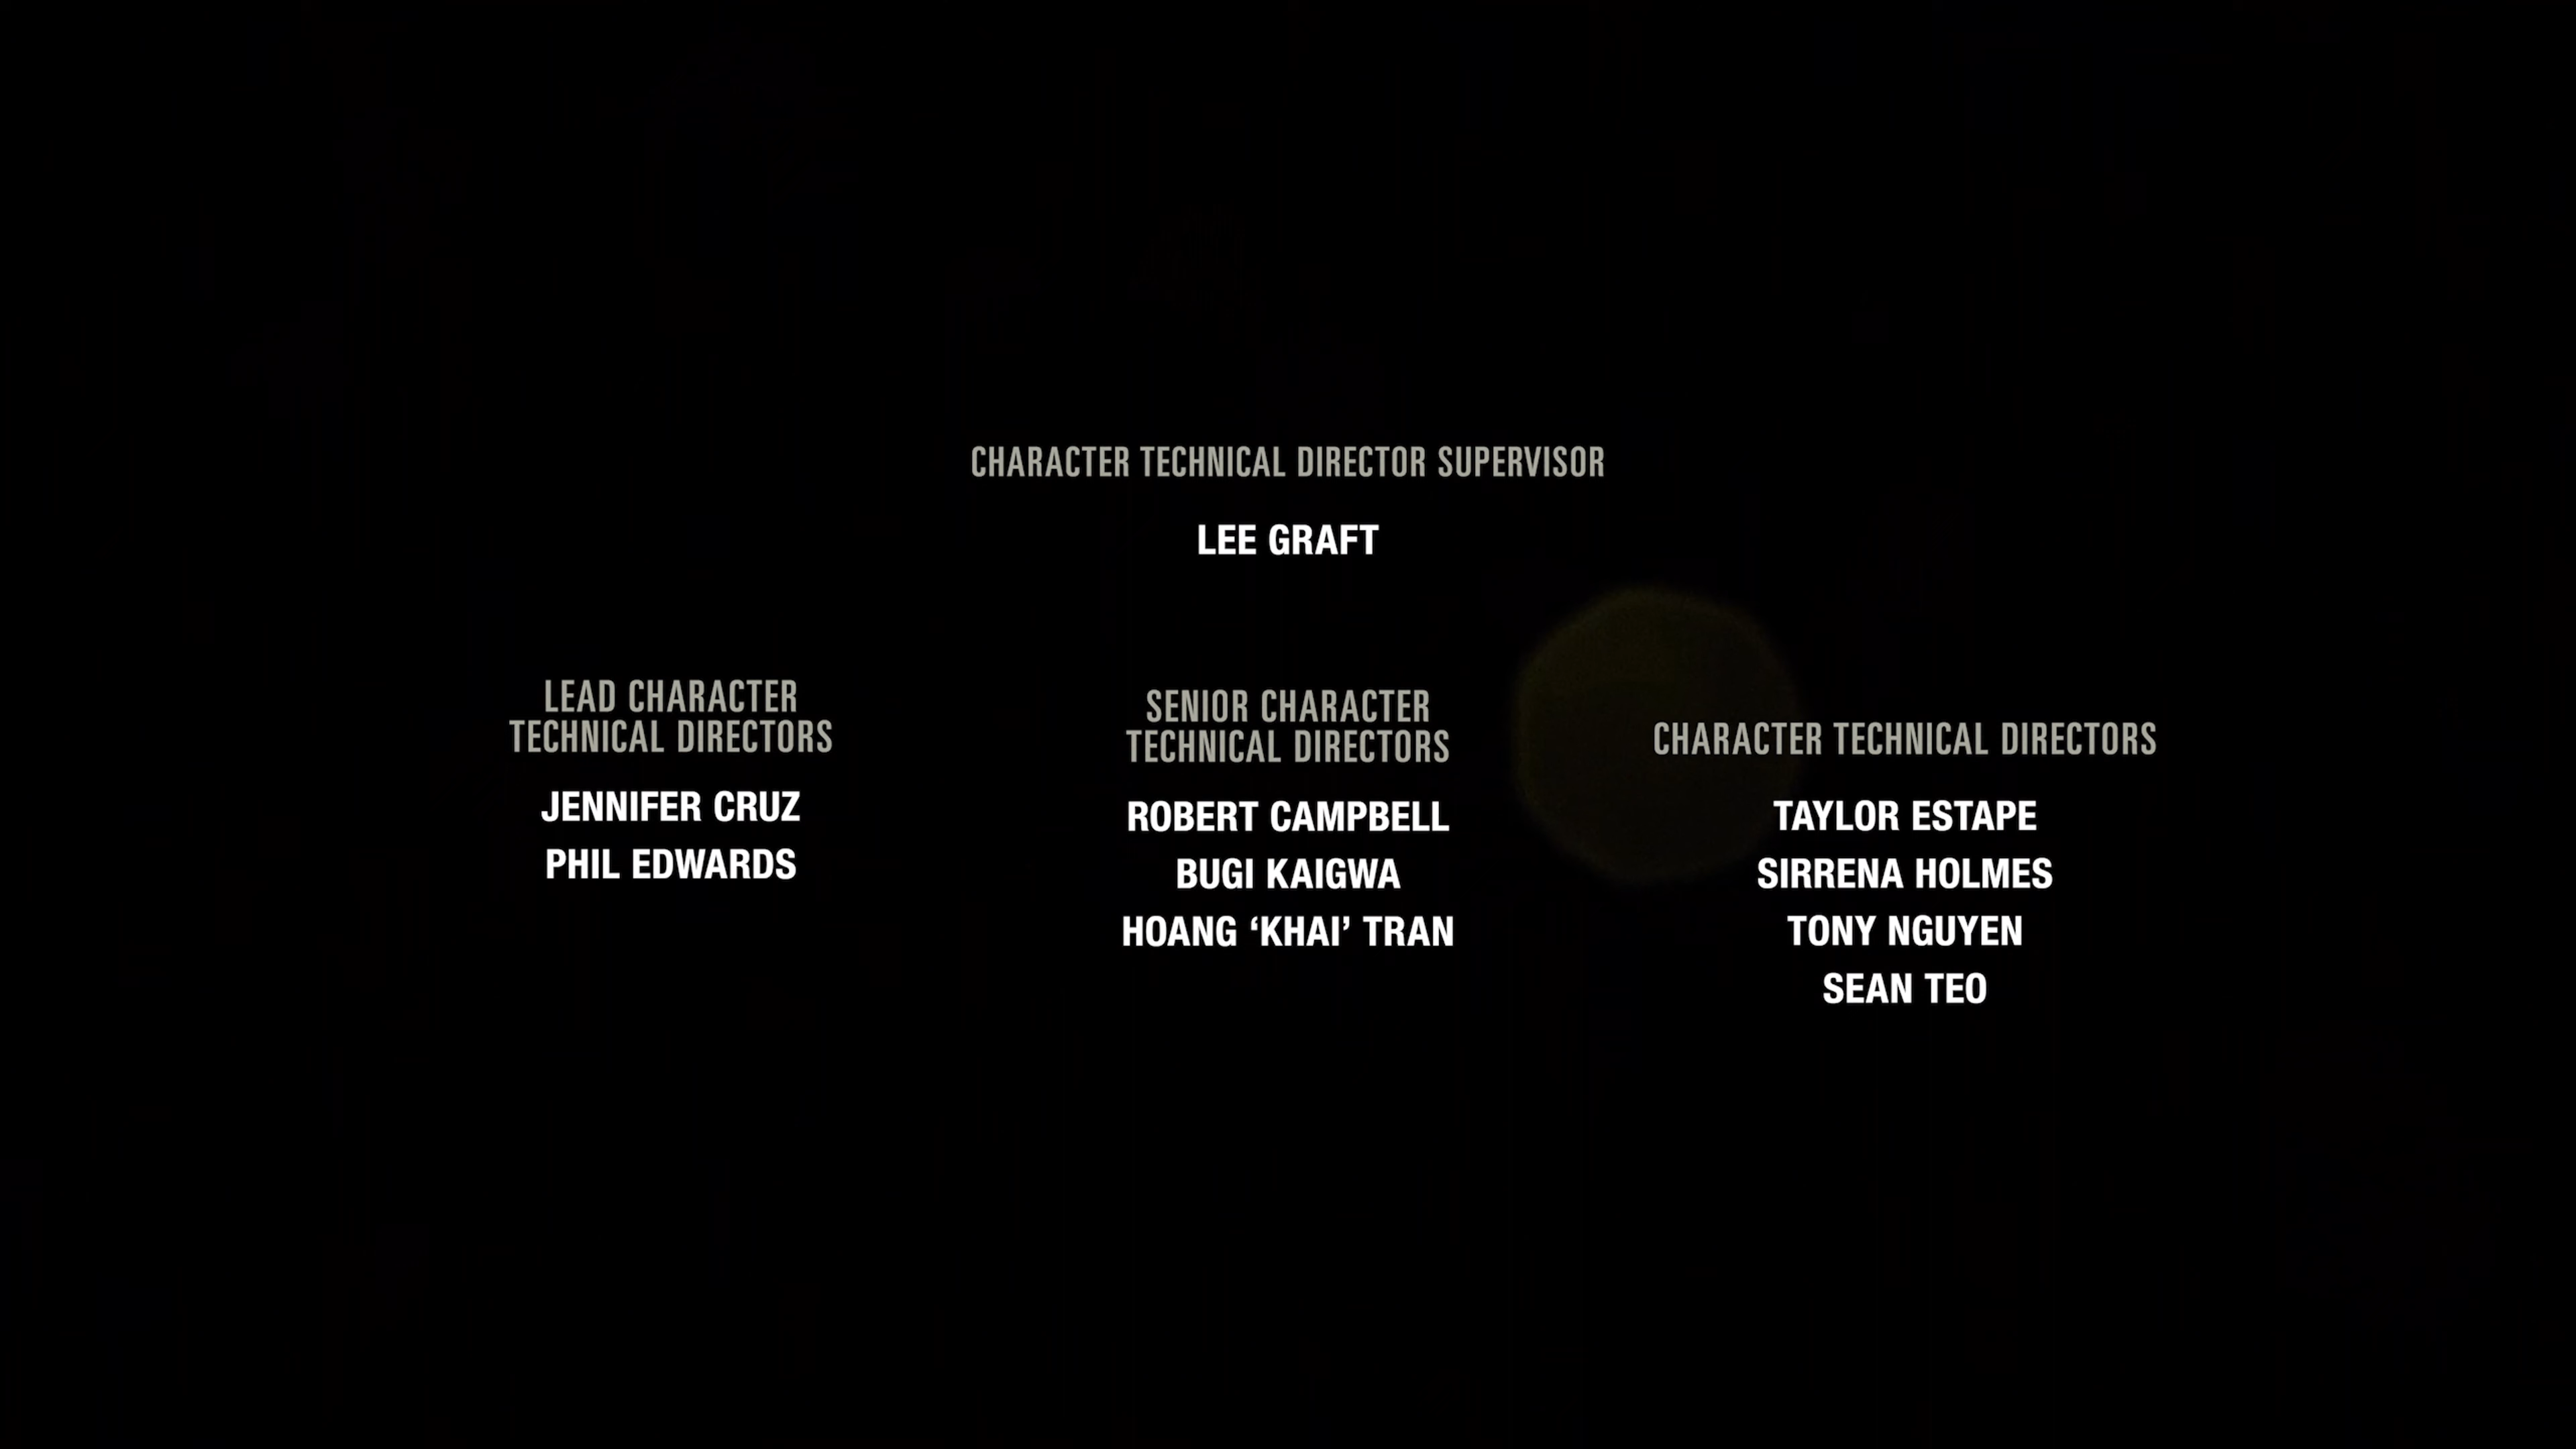 CHARACTER TECHNICAL DIRECTOR SUPERVISOR
LEE GRAFT
LEAD CHARACTER
TECHNICAL DIRECTORS
JENNIFER CRUZ
PHIL EDWARDS
SENIOR CHARACTER
TECHNICAL DIRECTORS
ROBERT CAMPBELL
BUGI KAIGWA
HOANG ‘KHAI’ TRAN
CHARACTER TECHNICAL DIRECTORS
TAYLOR ESTAPE
SIRRENA HOLMES
TONY NGUYEN
SEAN TEO